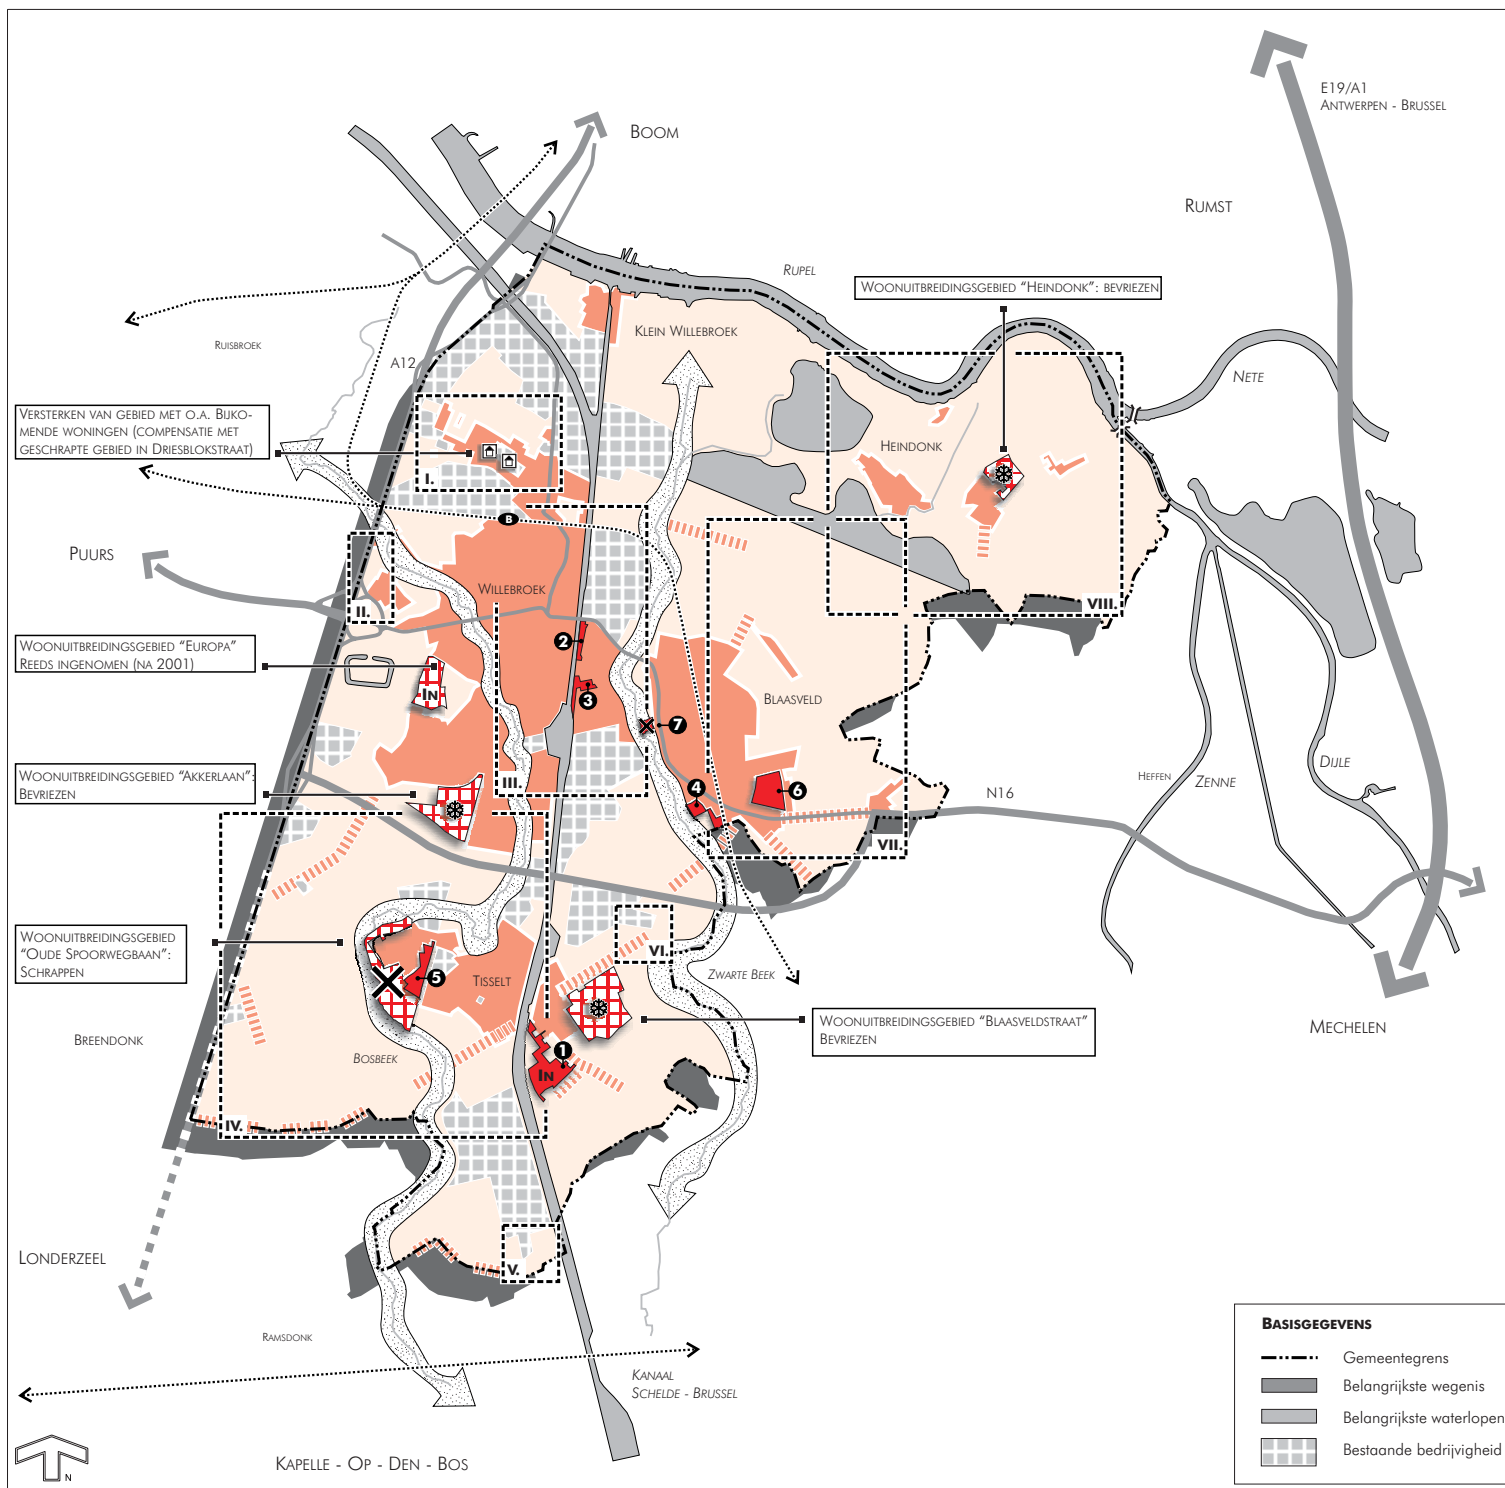 E19/A1
ANTWERPEN - BRUSSEL
BOOM
RUMST
RUPEL
WOONUITBREIDINGSGEBIED “HEINDONK”: BEVRIEZEN
KLEIN WILLEBROEK
RUISBROEK
A12
NETE
VERSTERKEN VAN GEBIED MET O.A. BIJKO-
MENDE WONINGEN (COMPENSATIE MET
GESCHRAPTE GEBIED IN DRIESBLOKSTRAAT)
HEINDONK
I.
B
PUURS
WILLEBROEK
II.
VIII.
WOONUITBREIDINGSGEBIED “EUROPA”
REEDS INGENOMEN (NA 2001)
2
IN
3
BLAASVELD
7
WOONUITBREIDINGSGEBIED “AKKERLAAN”:
BEVRIEZEN
III.
4
6
HEFFEN
ZENNE
DIJLE
N16
VII.
WOONUITBREIDINGSGEBIED
“OUDE SPOORWEGBAAN”:
SCHRAPPEN
5
TISSELT
VI.
ZWARTE BEEK
WOONUITBREIDINGSGEBIED “BLAASVELDSTRAAT”
BEVRIEZEN
MECHELEN
BREENDONK
BOSBEEK
1
IN
IV.
LONDERZEEL
V.
RAMSDONK
KANAAL
SCHELDE - BRUSSEL
KAPELLE - OP - DEN - BOS
N
BASISGEGEVENS
Gemeentegrens
Belangrijkste wegenis
Belangrijkste waterlopen
Bestaande bedrijvigheid